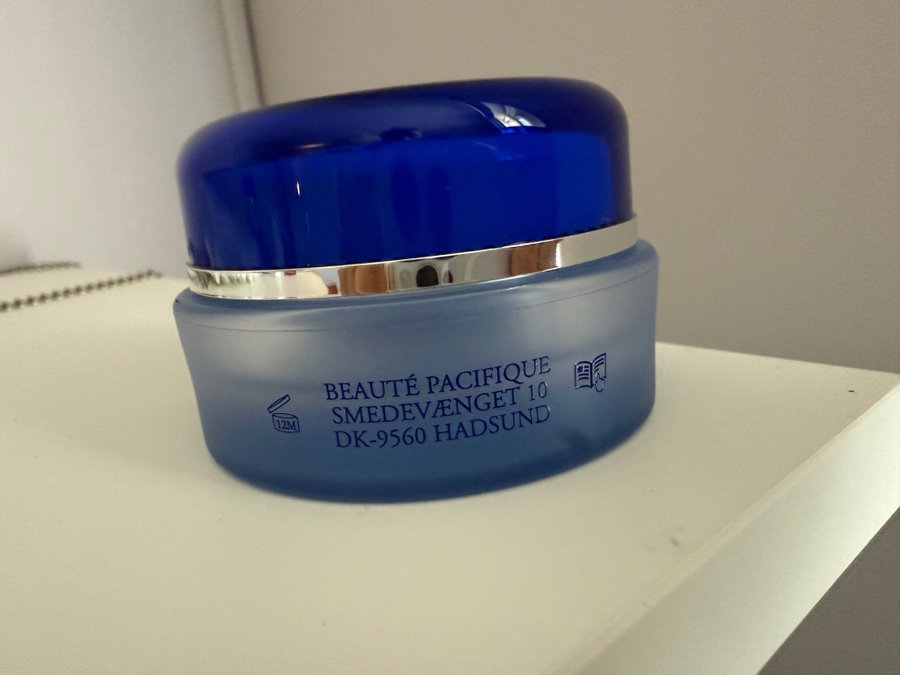 BEAUTÉ PACIFIQUE
SMEDEVÆNGET 10
DK-9560 HADSUND
12M